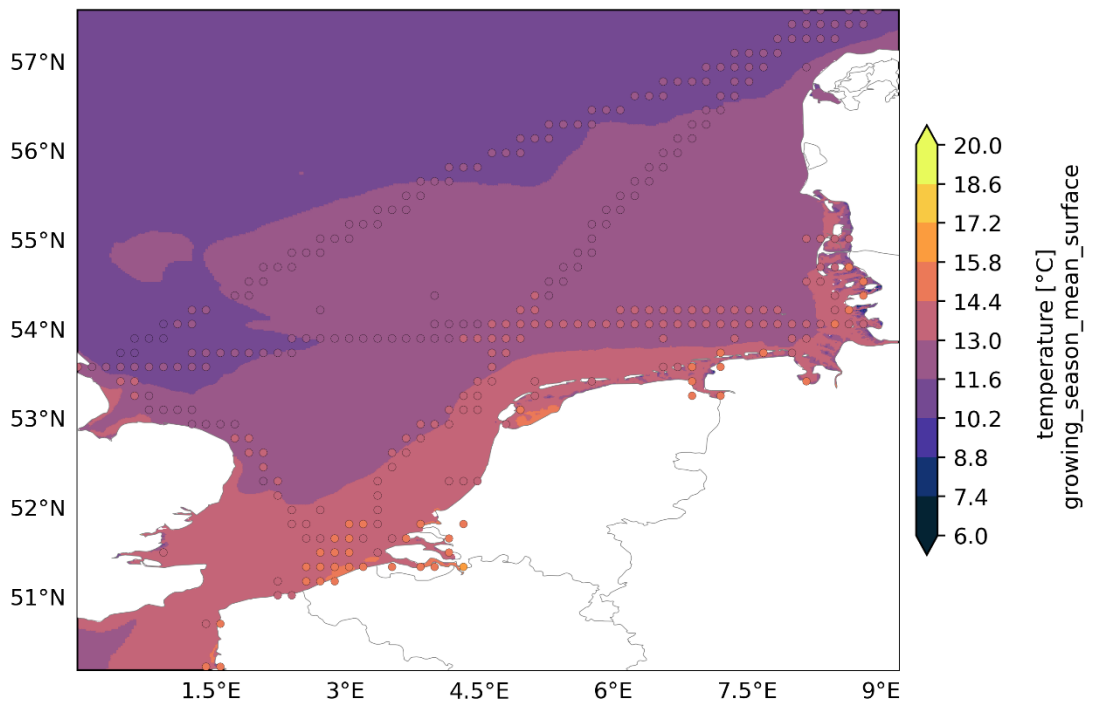 57°N
56°N
55°N
54°N
53°N
52°N
51°N
1.5°E
3°E
4.5°E
6°E
7.5°E
9°E
20.0
18.6
17.2
15.8
14.4
13.0
11.6
10.2
8.8
7.4
6.0
temperature [°C]
growing_season_mean_surface